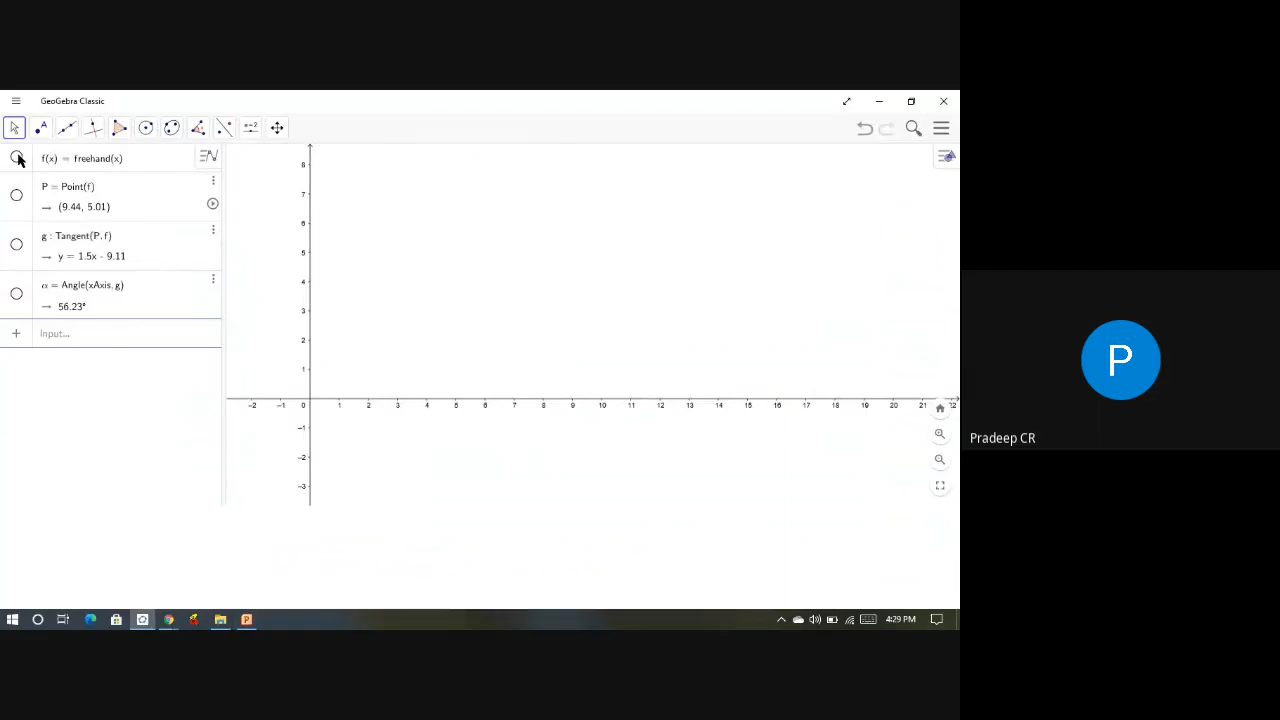 GeoGebra Classic
a=2
f(x) = freehand(x)
P = Point(f)
→ (9.44, 5.01)
g : Tangent(P, f)
→ y = 1.5x - 9.11
α = Angle(xAxis, g)
→ 56.23°
+ Input...
8
7
6
5
4
3
2
1
–2 –1 0 1 2 3 4 5 6 7 8 9 10 11 12 13 14 15 16 17 18 19 20 21 22
–1
–2
–3
P
Pradeep CR
4:29 PM